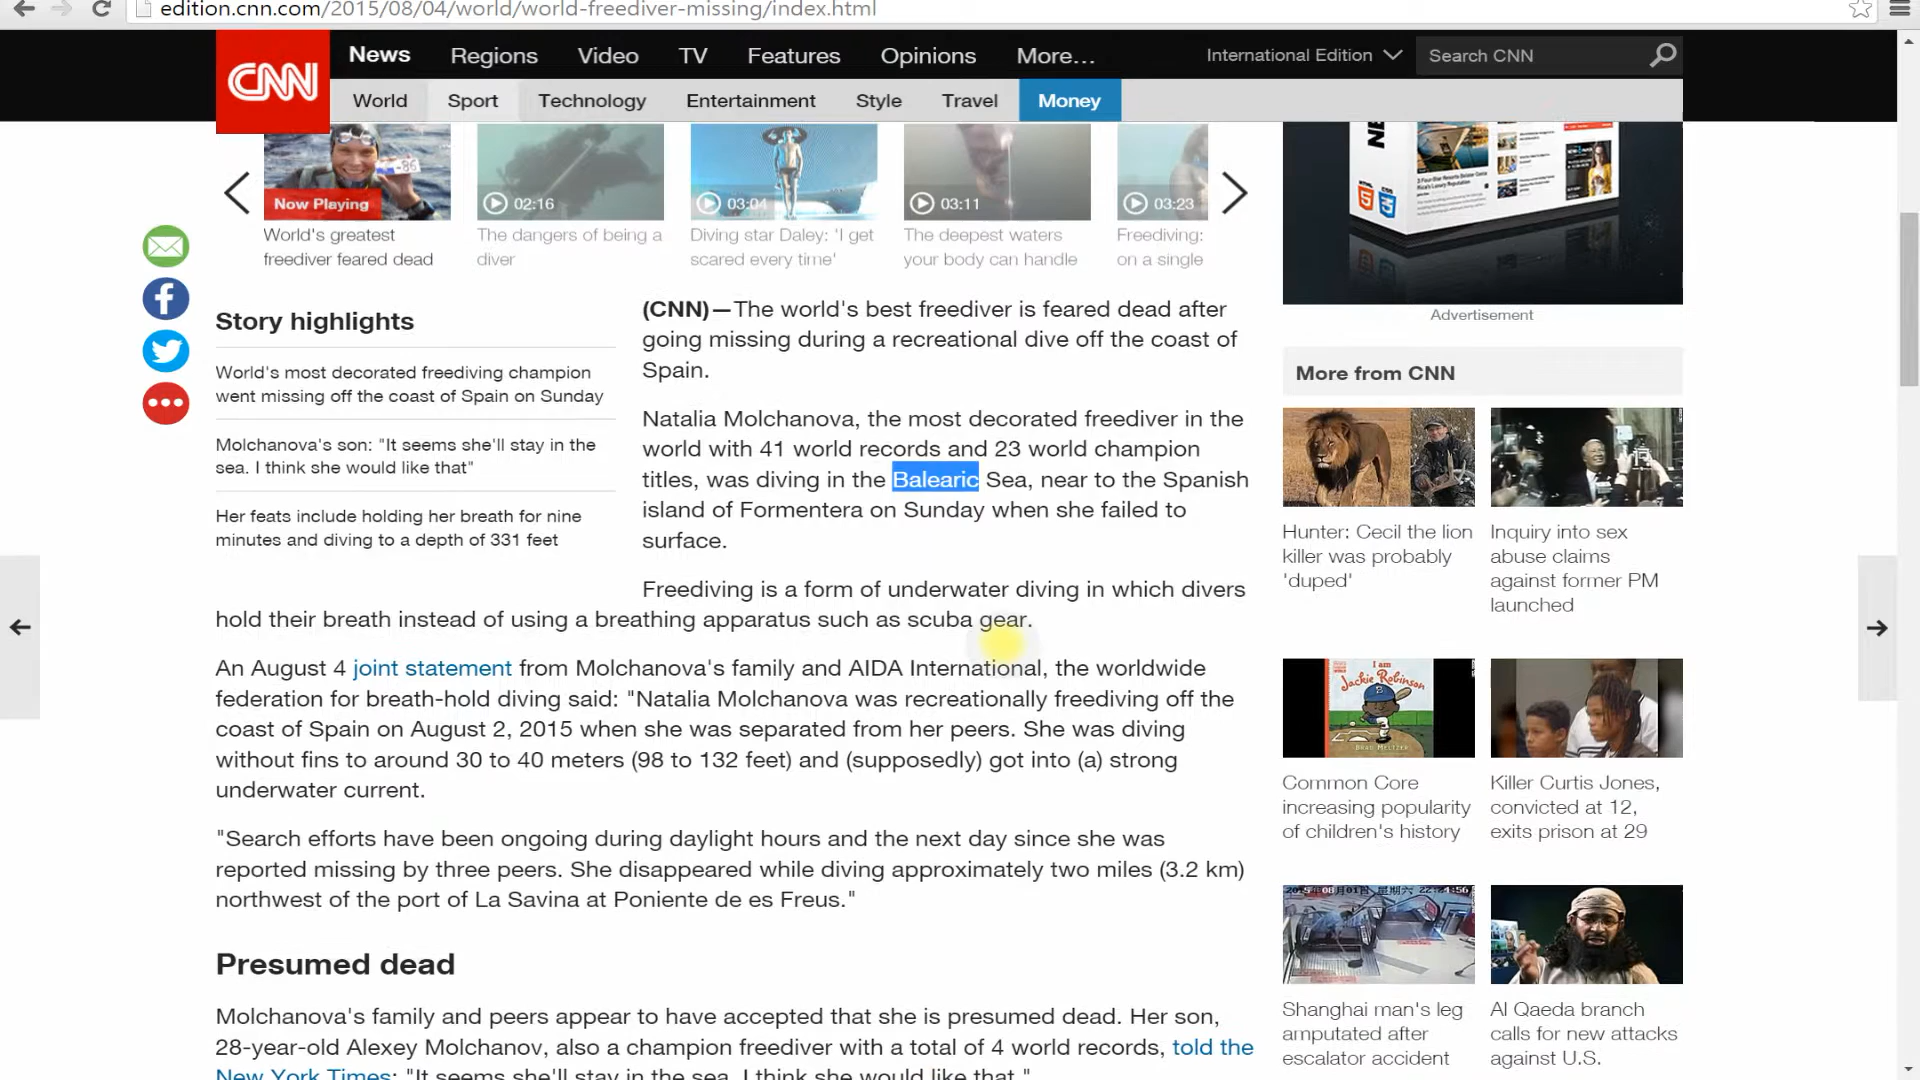 edition.cnn.com/2015/08/04/world/world-freediver-missing/index.html
CNN
News Regions Video TV Features Opinions More... International Edition Search CNN
World Sport Technology Entertainment Style Travel Money
-86
Now Playing 02:16 03:04 03:11 03:23
World's greatest
freediver feared dead
The dangers of being a
diver
Diving star Daley: 'I get
scared every time'
The deepest waters
your body can handle
Freediving:
on a single
Story highlights
World's most decorated freediving champion
went missing off the coast of Spain on Sunday
Molchanova's son: "It seems she'll stay in the
sea. I think she would like that"
Her feats include holding her breath for nine
minutes and diving to a depth of 331 feet
(CNN)—The world's best freediver is feared dead after
going missing during a recreational dive off the coast of
Spain.
Natalia Molchanova, the most decorated freediver in the
world with 41 world records and 23 world champion
titles, was diving in the Balearic Sea, near to the Spanish
island of Formentera on Sunday when she failed to
surface.
Freediving is a form of underwater diving in which divers
hold their breath instead of using a breathing apparatus such as scuba gear.
An August 4 joint statement from Molchanova's family and AIDA International, the worldwide
federation for breath-hold diving said: "Natalia Molchanova was recreationally freediving off the
coast of Spain on August 2, 2015 when she was separated from her peers. She was diving
without fins to around 30 to 40 meters (98 to 132 feet) and (supposedly) got into (a) strong
underwater current.
"Search efforts have been ongoing during daylight hours and the next day since she was
reported missing by three peers. She disappeared while diving approximately two miles (3.2 km)
northwest of the port of La Savina at Poniente de es Freus."
Presumed dead
Molchanova's family and peers appear to have accepted that she is presumed dead. Her son,
28-year-old Alexey Molchanov, also a champion freediver with a total of 4 world records, told the
New York Times: "It seems she'll stay in the sea. I think she would like that."
Advertisement
More from CNN
Hunter: Cecil the lion
killer was probably
'duped'
Inquiry into sex
abuse claims
against former PM
launched
I am
Jackie Robinson
BRAD MELTZER
Common Core
increasing popularity
of children's history
Killer Curtis Jones,
convicted at 12,
exits prison at 29
Shanghai man's leg
amputated after
escalator accident
Al Qaeda branch
calls for new attacks
against U.S.